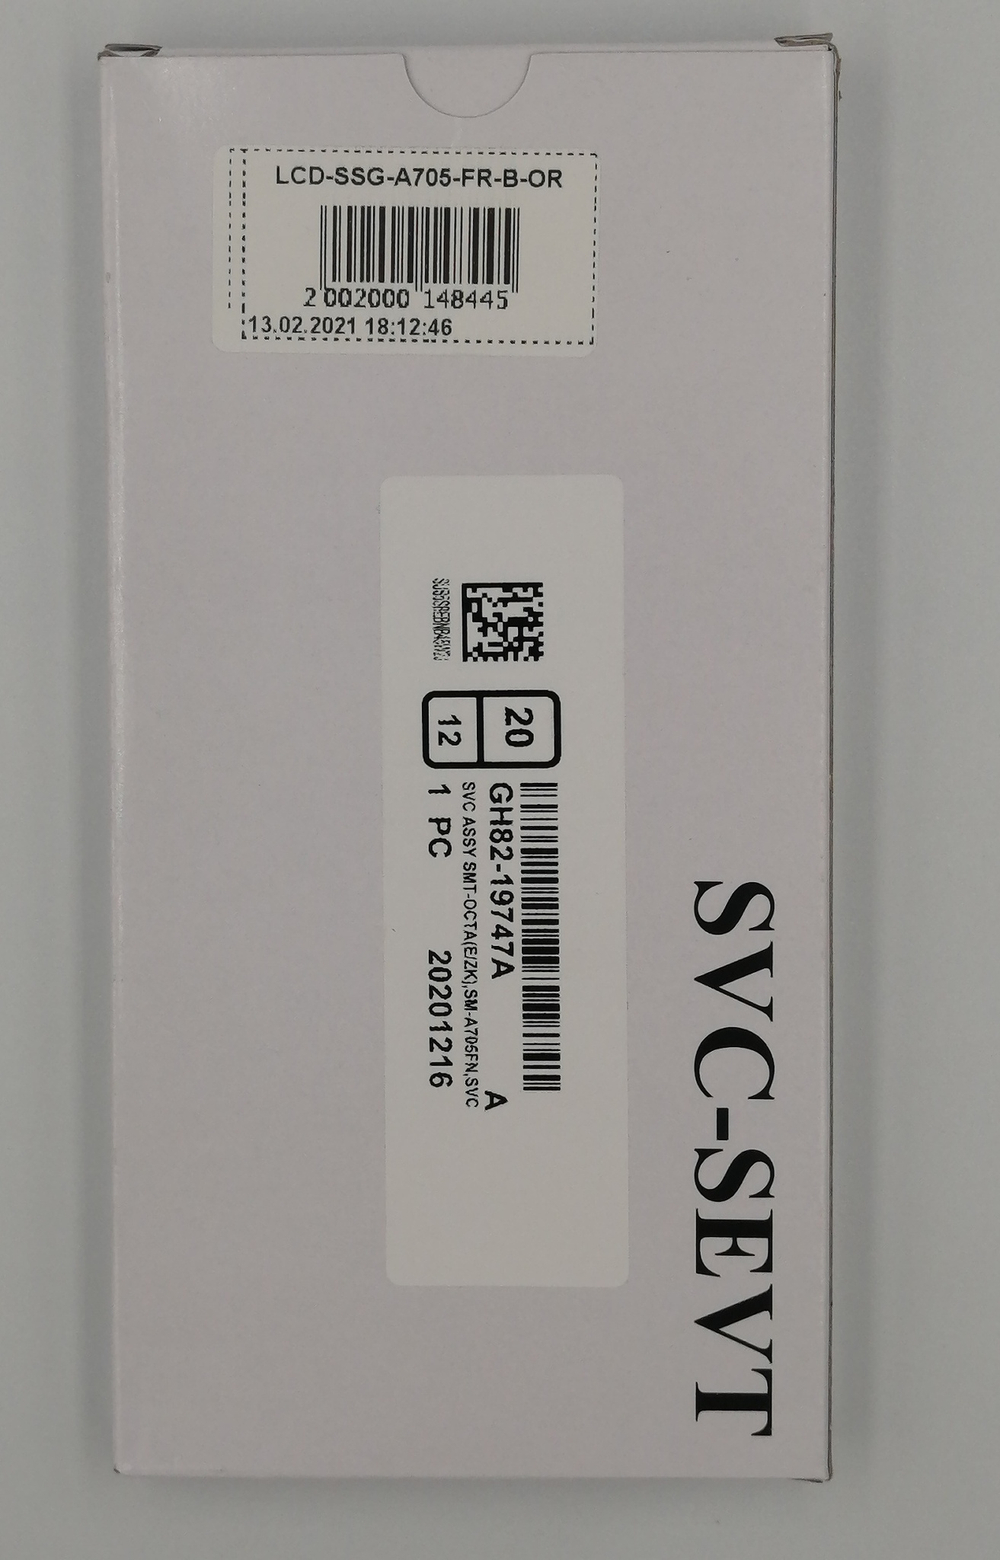 LCD-SSG-A705-FR-B-OR
2 002000 148445
13.02.2021 18:12:46
20
12
GH82-19747A A
SVC ASSY SMT-OCTA(E/ZK),SM-A705FN,SVC
1 PC 20201216
SVC-SEVT